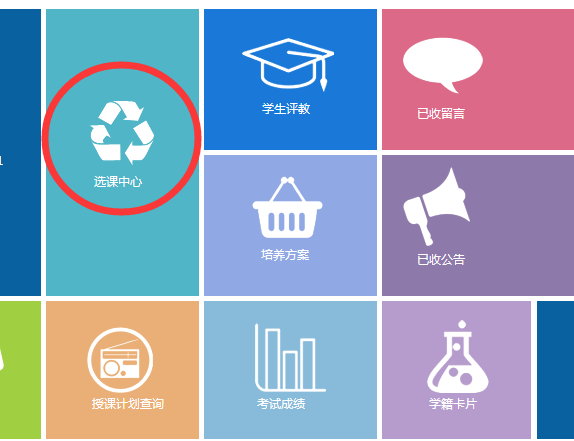 学生评教
已收留言
选课中心
培养方案
已收公告
授课计划查询
考试成绩
学籍卡片